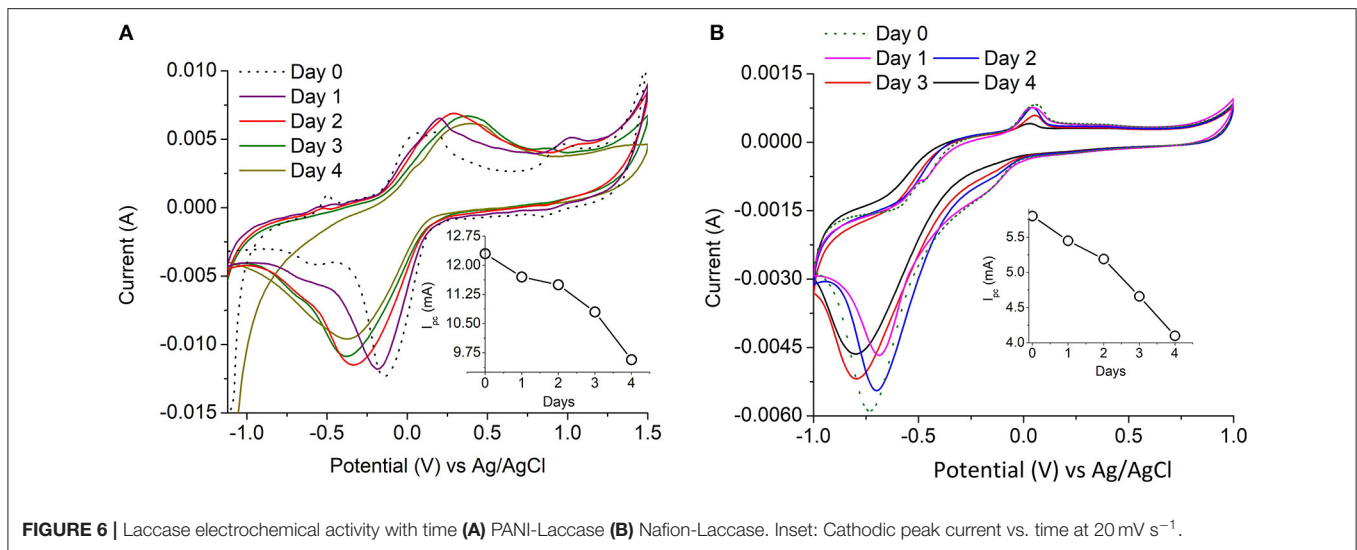 A
Day 0
Day 1
Day 2
Day 3
Day 4
0.010
0.005
0.000
-0.005
-0.010
-0.015
Current (A)
-1.0 -0.5 0.0 0.5 1.0 1.5
Potential (V) vs Ag/AgCl
12.75
12.00
11.25
10.50
9.75
Ipc (mA)
0 1 2 3 4
Days
B
Day 0
Day 1 Day 2
Day 3 Day 4
0.0015
0.0000
-0.0015
-0.0030
-0.0045
-0.0060
Current (A)
-1.0 -0.5 0.0 0.5 1.0
Potential (V) vs Ag/AgCl
5.5
5.0
4.5
4.0
Ipc (mA)
0 1 2 3 4
Days
FIGURE 6 | Laccase electrochemical activity with time (A) PANI-Laccase (B) Nafion-Laccase. Inset: Cathodic peak current vs. time at 20 mV s−1.